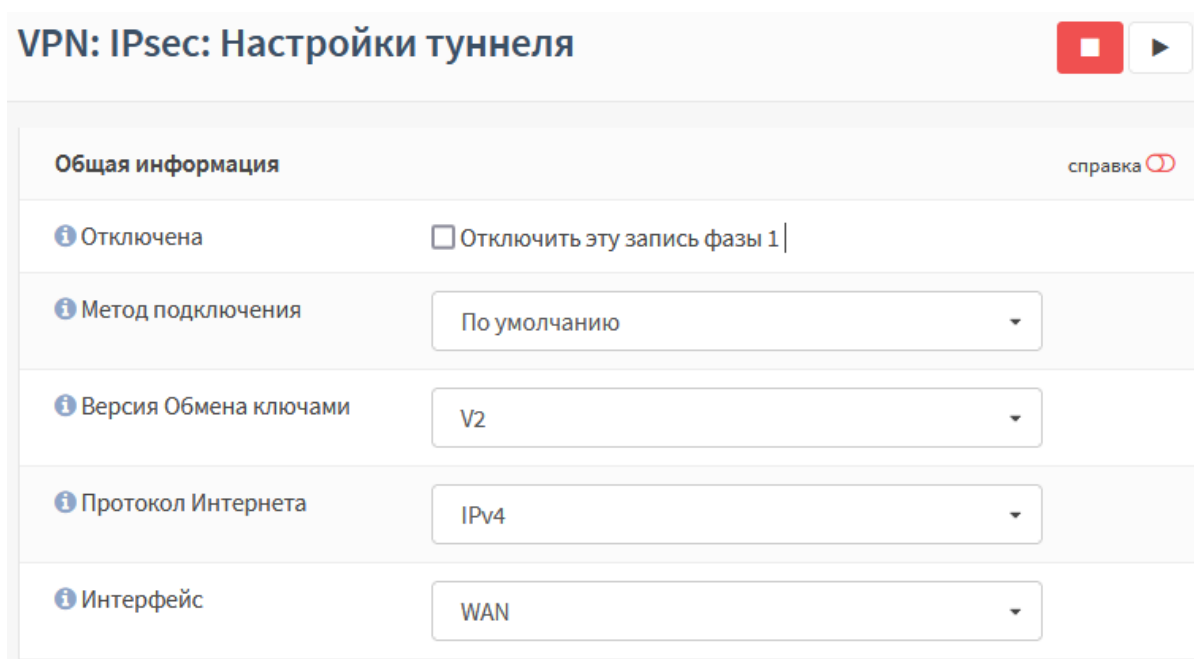 VPN: IPsec: Настройки туннеля
Общая информация
справка
Отключена
Отключить эту запись фазы 1
Метод подключения
По умолчанию
Версия Обмена ключами
V2
Протокол Интернета
IPv4
Интерфейс
WAN